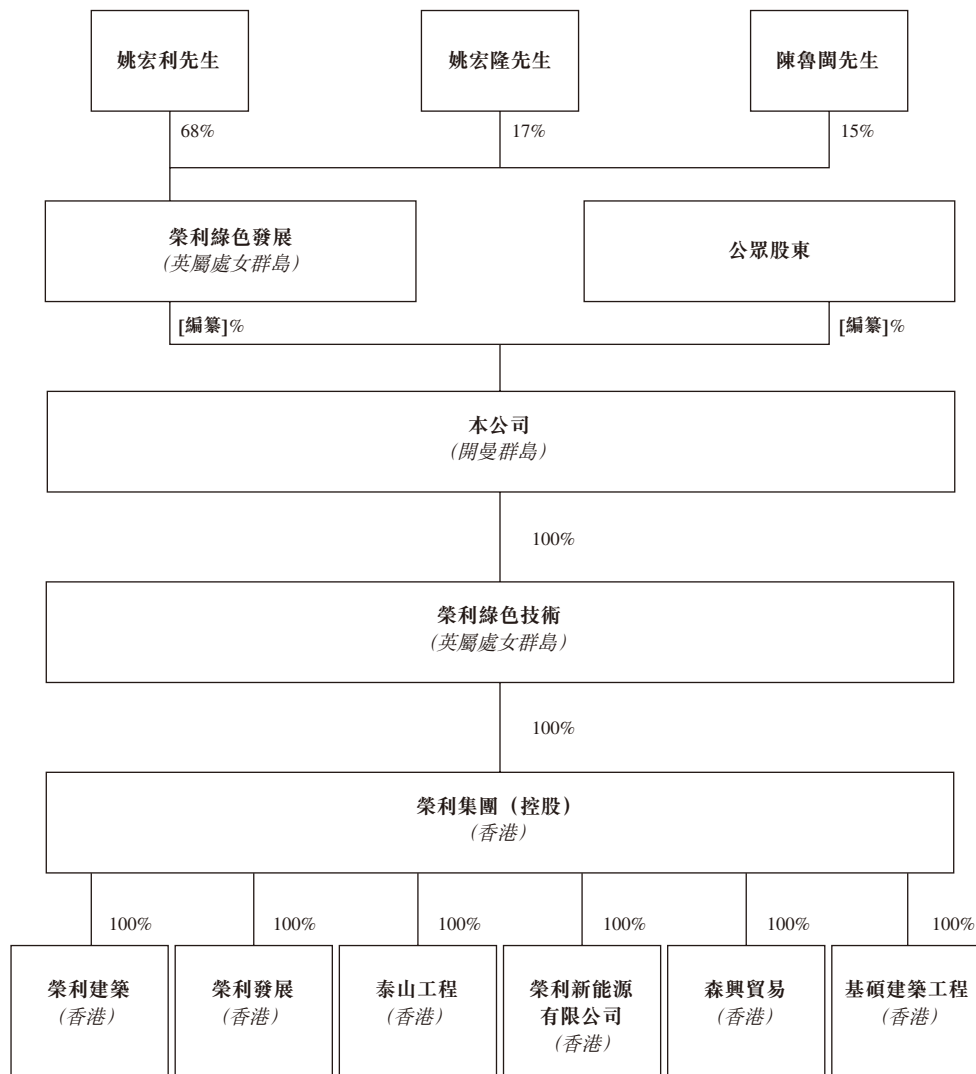 姚宏利先生
姚宏隆先生
陳魯閩先生
68%
17%
15%
榮利綠色發展
(英屬處女群島)
公眾股東
[編纂]%
[編纂]%
本公司
(開曼群島)
100%
榮利綠色技術
(英屬處女群島)
100%
榮利集團（控股）
(香港)
100%
100%
100%
100%
100%
100%
榮利建築
(香港)
榮利發展
(香港)
泰山工程
(香港)
榮利新能源
有限公司
(香港)
森興貿易
(香港)
基碩建築工程
(香港)